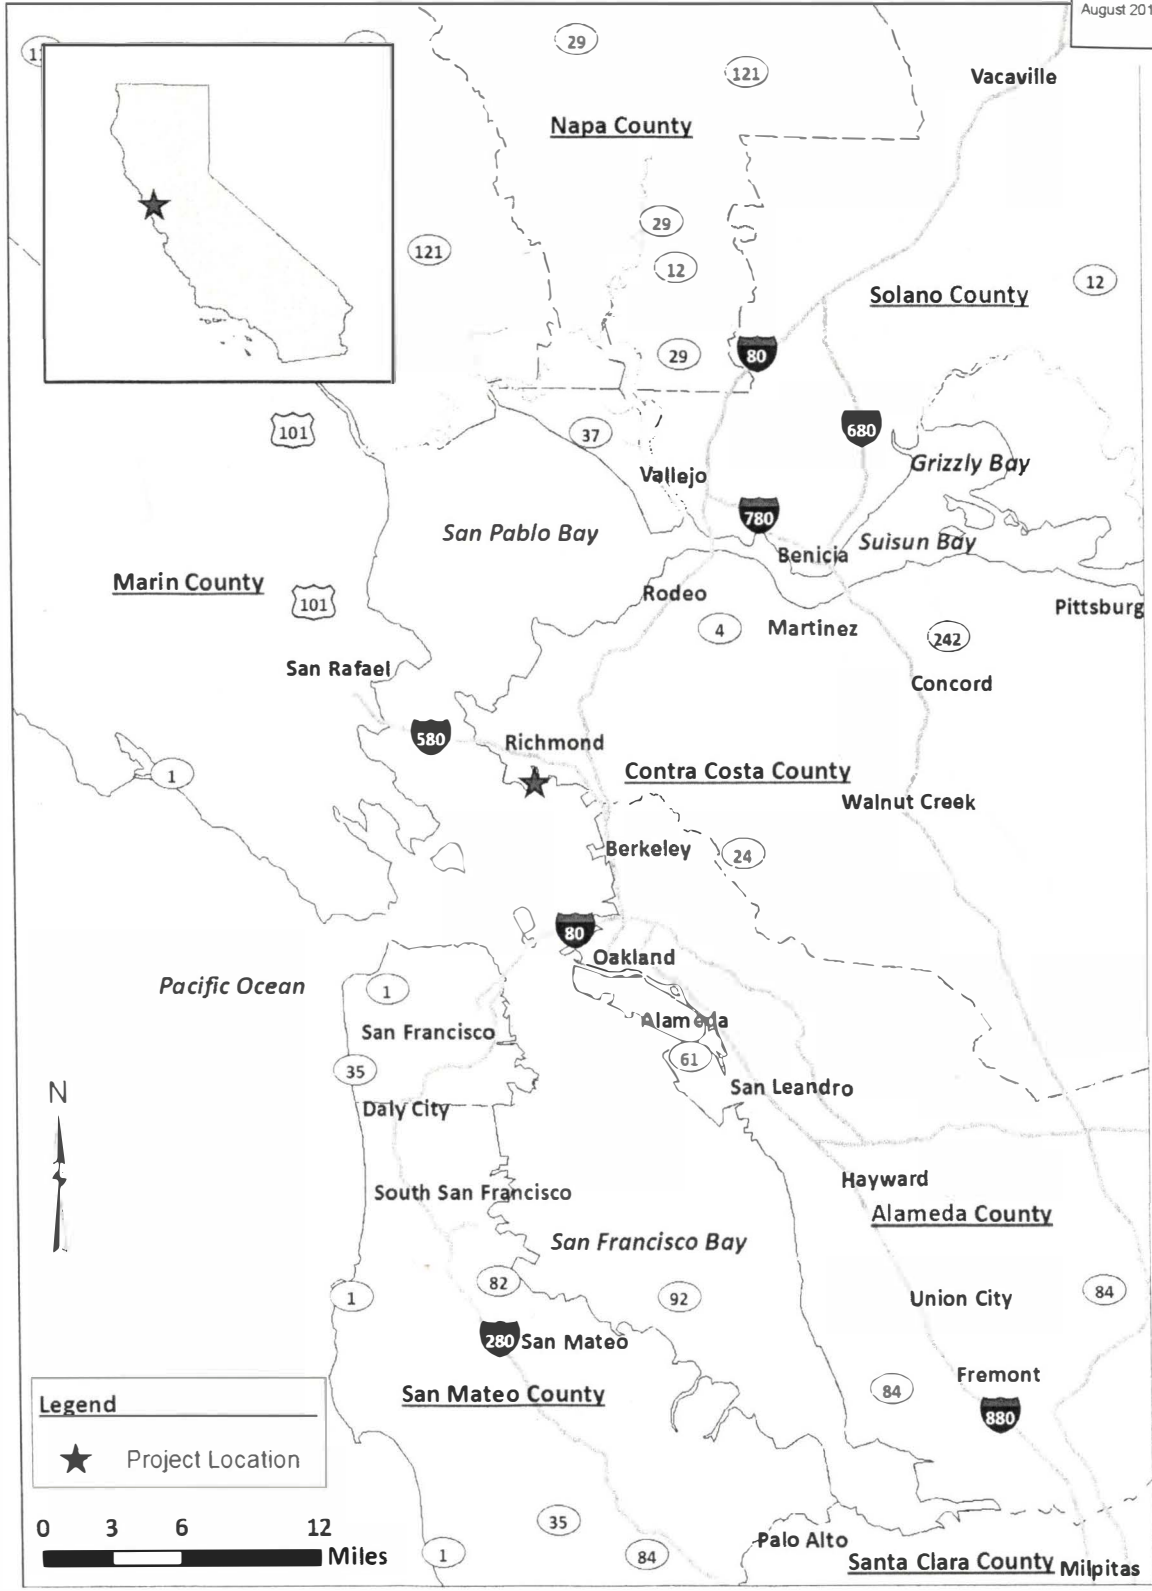 August 201
29
121
Vacaville
Napa County
29
121
12
12
Solano County
29
80
101
37
680
Grizzly Bay
Vallejo
780
San Pablo Bay
Suisun Bay
Benicia
Marin County
Rodeo
101
Pittsburg
4
Martinez
242
San Rafael
Concord
580
Richmond
1
Contra Costa County
Walnut Creek
Berkeley
24
80
Oakland
Pacific Ocean
1
Alameda
San Francisco
61
35
N
San Leandro
Daly City
Hayward
South San Francisco
Alameda County
San Francisco Bay
82
1
92
84
Union City
280
San Mateo
Fremont
84
San Mateo County
Legend
880
Project Location
35
0 3 6 12
Miles
1
84
Palo Alto
Santa Clara County
Milpitas